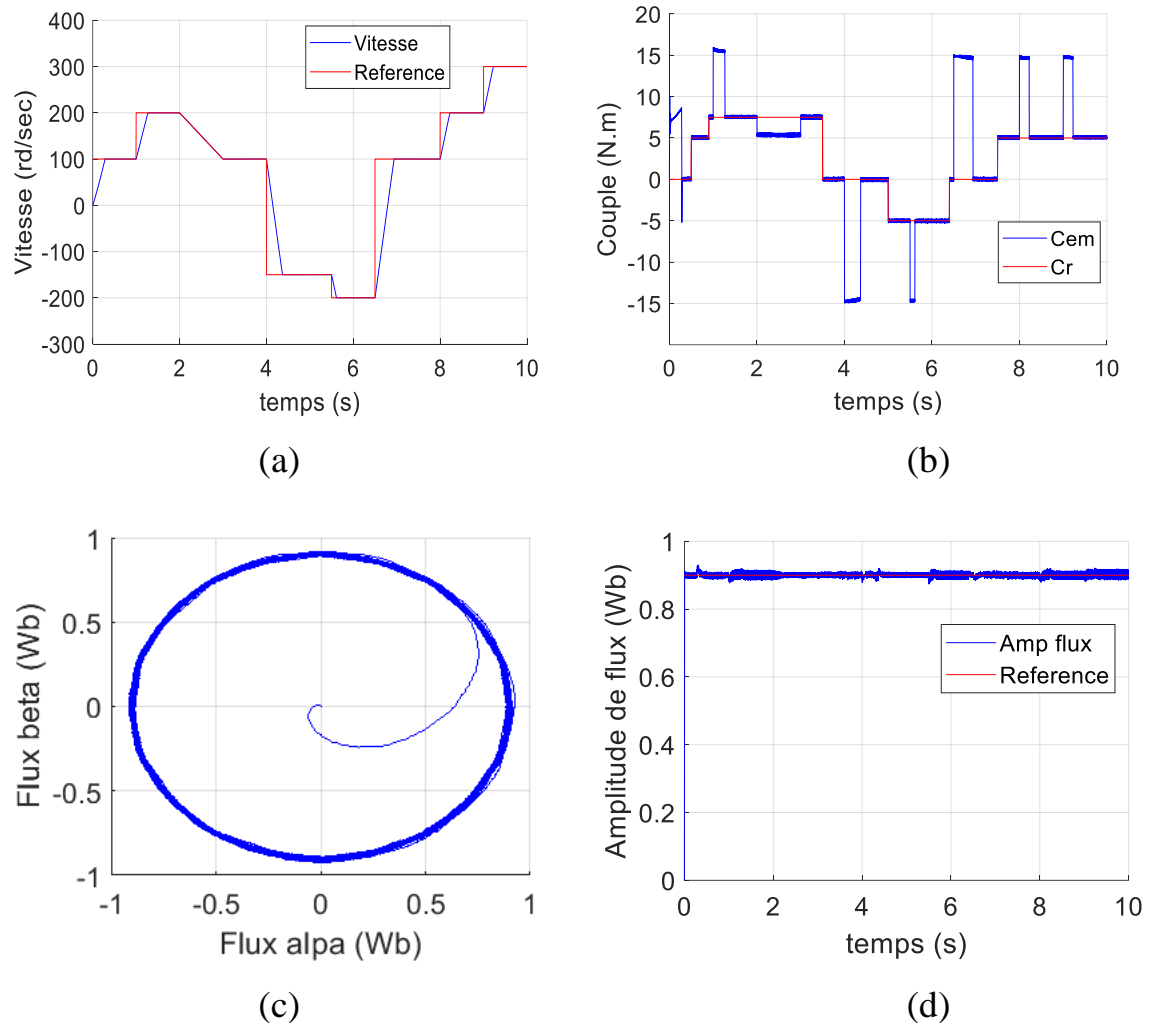 400
300
200
100
0
-100
-200
-300
0
2
4
6
8
10
Vitesse (rd/sec)
temps (s)
Vitesse
Reference
(a)
20
15
10
5
0
-5
-10
-15
0
2
4
6
8
10
Couple (N.m)
temps (s)
Cem
Cr
(b)
1
0.5
0
-0.5
-1
-1
-0.5
0
0.5
1
Flux beta (Wb)
Flux alpa (Wb)
(c)
1
0.8
0.6
0.4
0.2
0
0
2
4
6
8
10
Amplitude de flux (Wb)
temps (s)
Amp flux
Reference
(d)